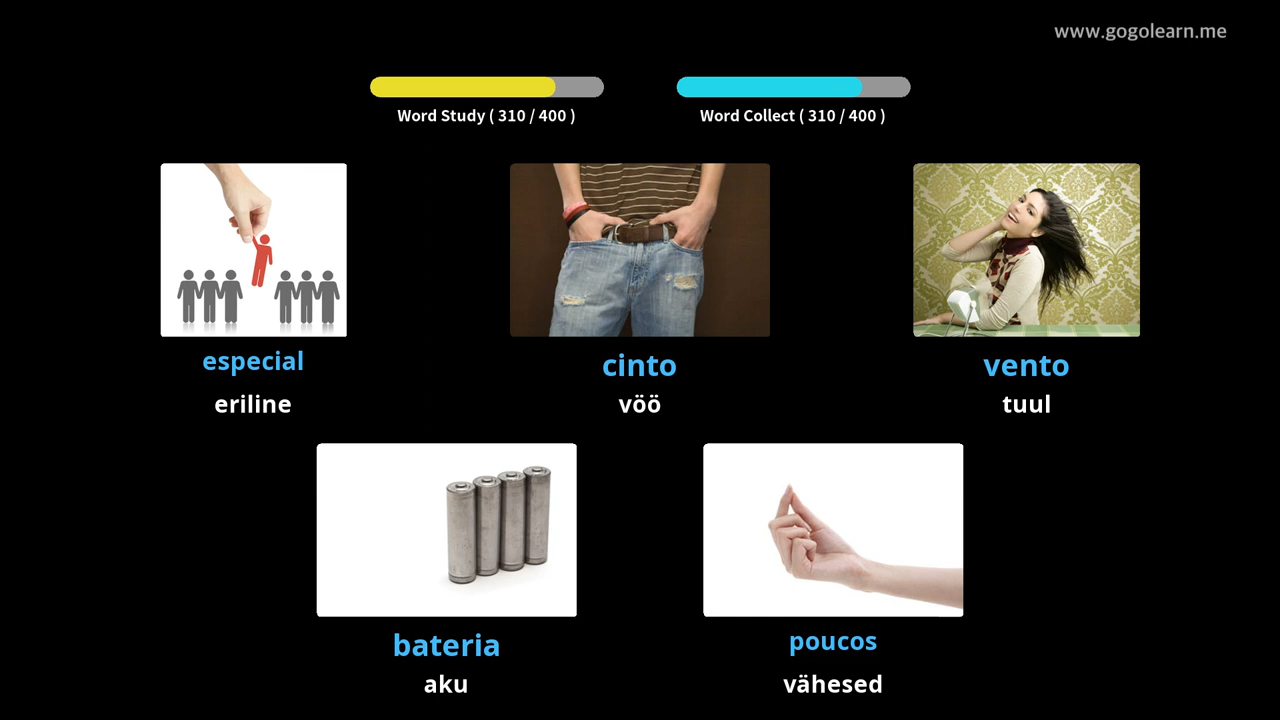 www.gogolearn.me
Word Study ( 310 / 400 )
Word Collect ( 310 / 400 )
especial
eriline
cinto
vöö
vento
tuul
bateria
aku
poucos
vähesed